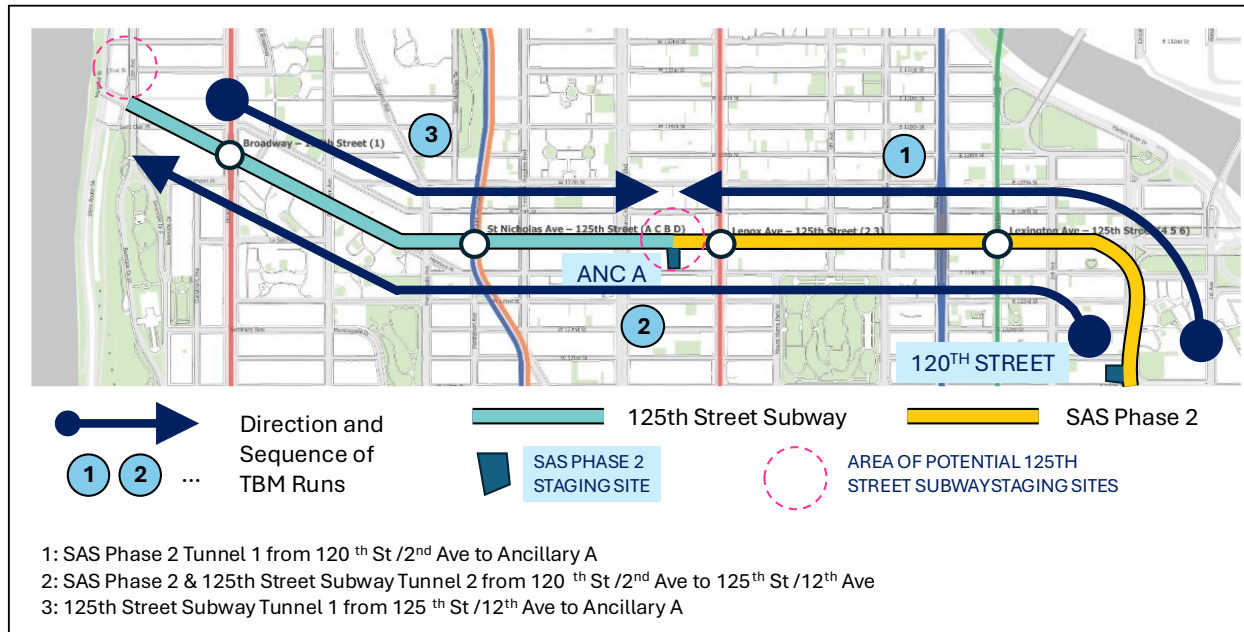 3
1
Broadway – 125th Street (1)
St Nicholas Ave – 125th Street (A C B D)
Lenox Ave – 125th Street (2 3)
Lexington Ave – 125th Street (4 5 6)
ANC A
2
120TH STREET
Direction and
Sequence of
TBM Runs
1 2 ...
125th Street Subway
SAS Phase 2
SAS PHASE 2
STAGING SITE
AREA OF POTENTIAL 125TH
STREET SUBWAY STAGING SITES
1: SAS Phase 2 Tunnel 1 from 120 th St /2nd Ave to Ancillary A
2: SAS Phase 2 & 125th Street Subway Tunnel 2 from 120 th St /2nd Ave to 125th St /12th Ave
3: 125th Street Subway Tunnel 1 from 125 th St /12th Ave to Ancillary A